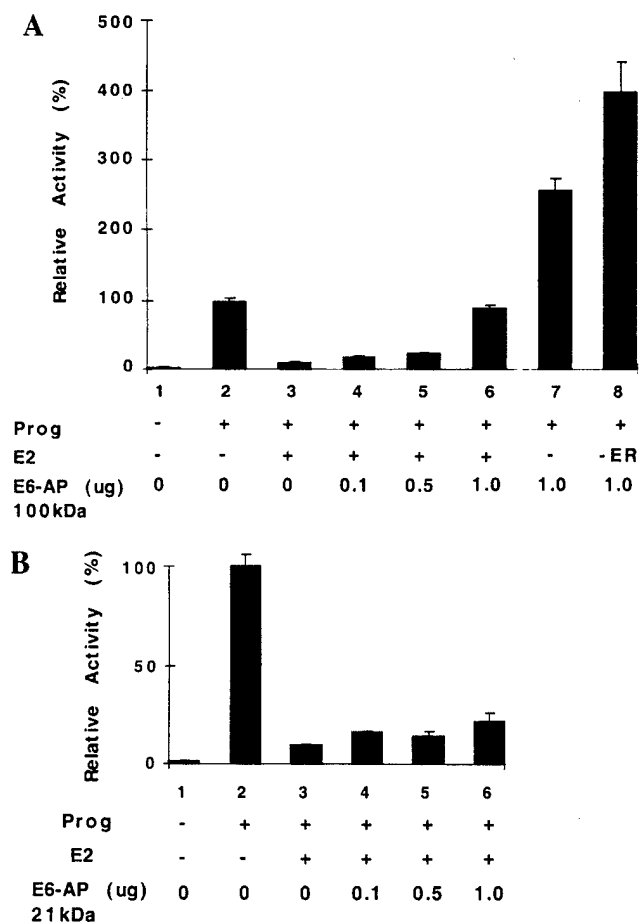 A
Relative Activity (%)
500
400
300
200
100
0
1 2 3 4 5 6 7 8
Prog - + + + + + + +
E2 - - + + + + - -ER
E6-AP (ug) 0 0 0 0.1 0.5 1.0 1.0 1.0
100kDa
B
Relative Activity (%)
100
50
0
1 2 3 4 5 6
Prog - + + + + +
E2 - - + + + +
E6-AP (ug) 0 0 0 0.1 0.5 1.0
21kDa